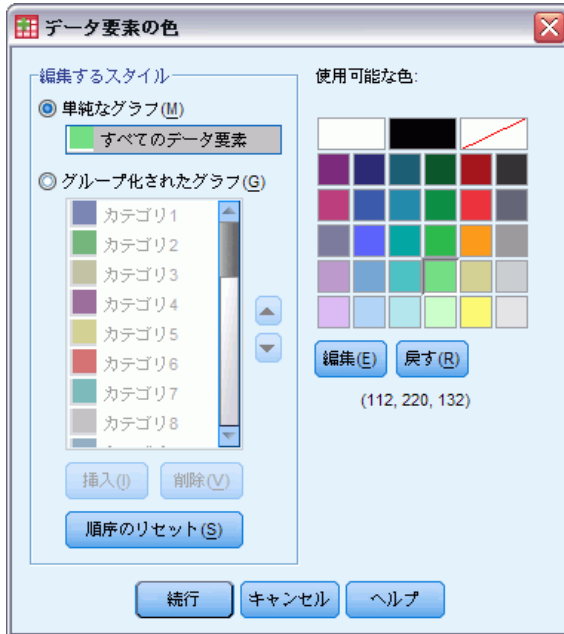 データ要素の色
編集するスタイル
単純なグラフ(M)
すべてのデータ要素
グループ化されたグラフ(G)
カテゴリ1
カテゴリ2
カテゴリ3
カテゴリ4
カテゴリ5
カテゴリ6
カテゴリ7
カテゴリ8
挿入(I)
削除(V)
順序のリセット(S)
使用可能な色:
編集(E)
戻す(R)
(112, 220, 132)
続行
キャンセル
ヘルプ